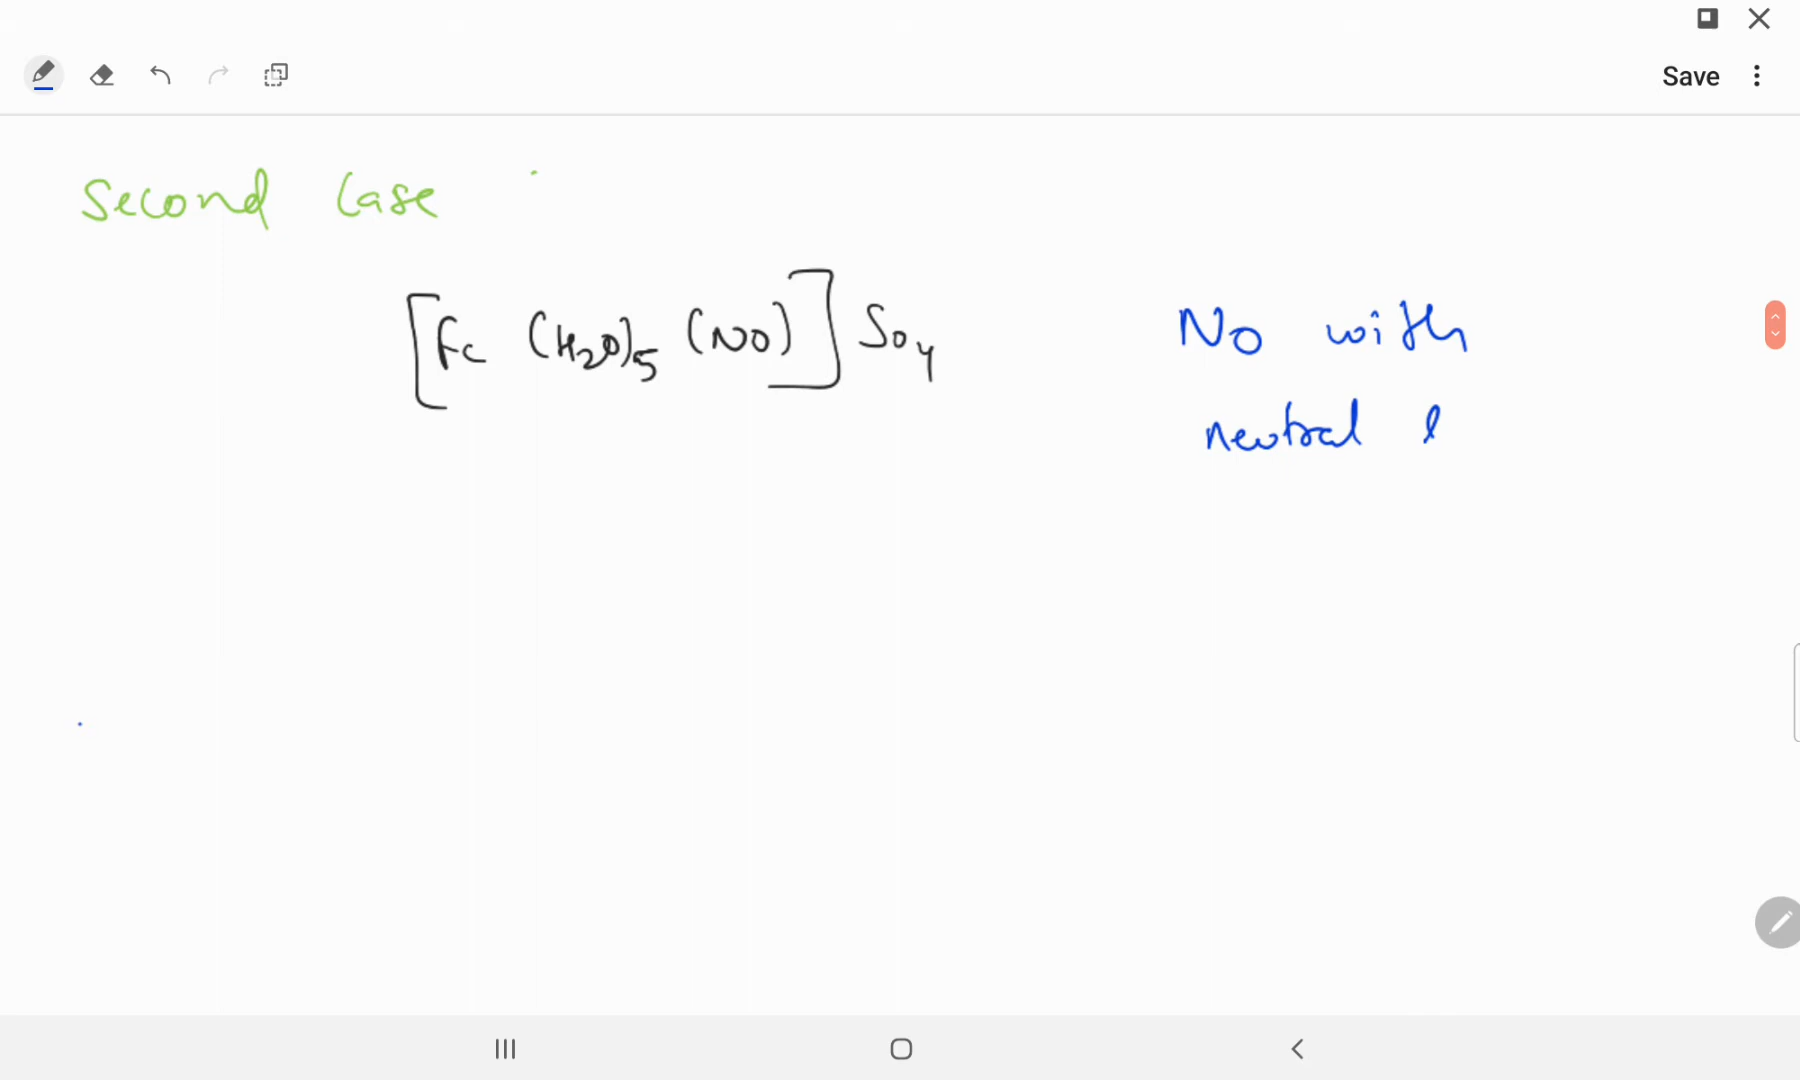 Save
Second Case
[Fe (H2O)5 (NO)] SO4
NO with
neutral l